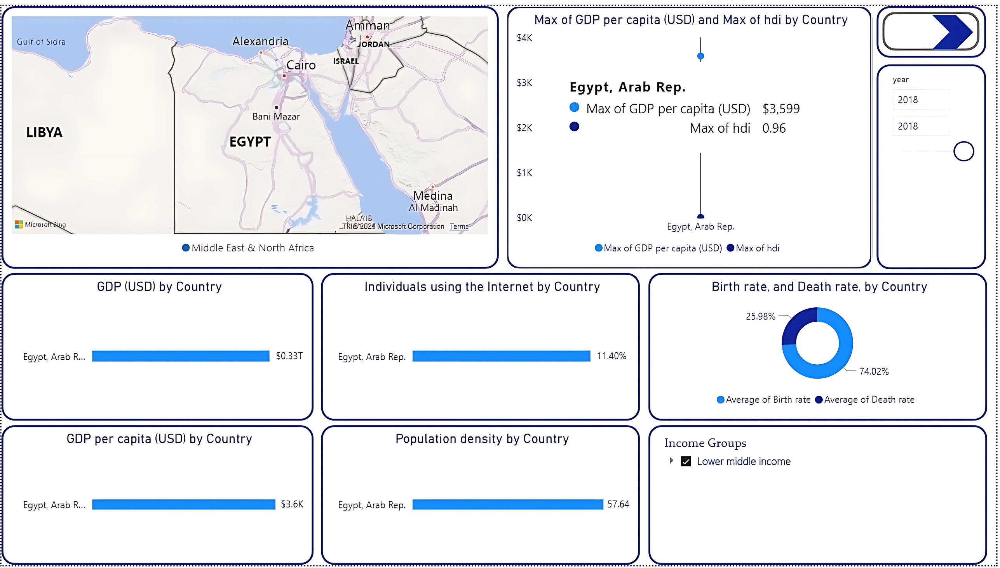 Gulf of Sidra
Amman
JORDAN
Alexandria
ISRAEL
Cairo
Bani Mazar
LIBYA
EGYPT
Medina
Al Madinah
HALA'IB
Microsoft Bing
Microsoft Corporation
Terms
Middle East & North Africa
Max of GDP per capita (USD) and Max of hdi by Country
$4K
$3K
$2K
$1K
$0K
Egypt, Arab Rep.
Max of GDP per capita (USD) $3,599
Max of hdi 0.96
Egypt, Arab Rep.
Max of GDP per capita (USD) Max of hdi
year
2018
2018
GDP (USD) by Country
Egypt, Arab R...
$0.33T
Individuals using the Internet by Country
Egypt, Arab Rep.
11.40%
Birth rate, and Death rate, by Country
25.98%
74.02%
Average of Birth rate Average of Death rate
GDP per capita (USD) by Country
Egypt, Arab R...
$3.6K
Population density by Country
Egypt, Arab Rep.
57.64
Income Groups
Lower middle income